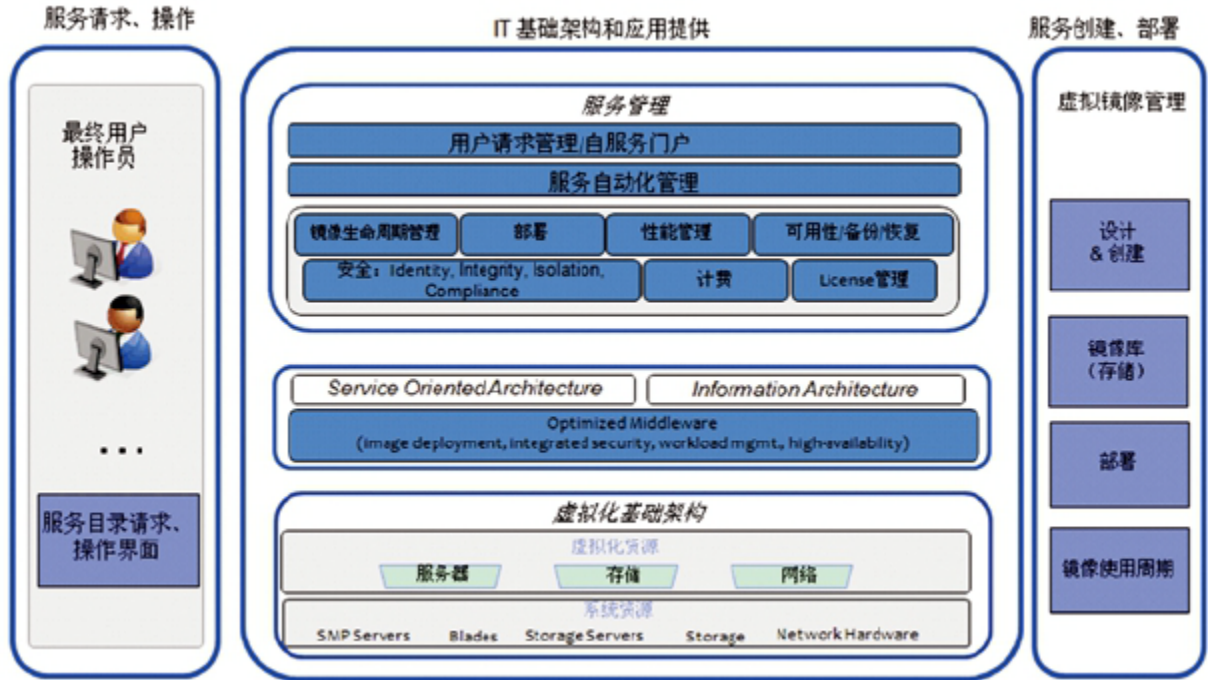 服务请求、操作
最终用户
操作员
...
服务目录请求、
操作界面
IT 基础架构和应用提供
服务管理
用户请求管理/自服务门户
服务自动化管理
镜像生命周期管理
部署
性能管理
可用性/备份/恢复
安全：Identity, Integrity, Isolation,
Compliance
计费
License管理
Service Oriented Architecture
Information Architecture
Optimized Middleware
(image deployment, integrated security, workload mgmt., high-availability)
虚拟化基础架构
虚拟化资源
服务器
存储
网络
系统资源
SMP Servers
Blades
Storage Servers
Storage
Network Hardware
服务创建、部署
虚拟镜像管理
设计
& 创建
镜像库
（存储）
部署
镜像使用周期